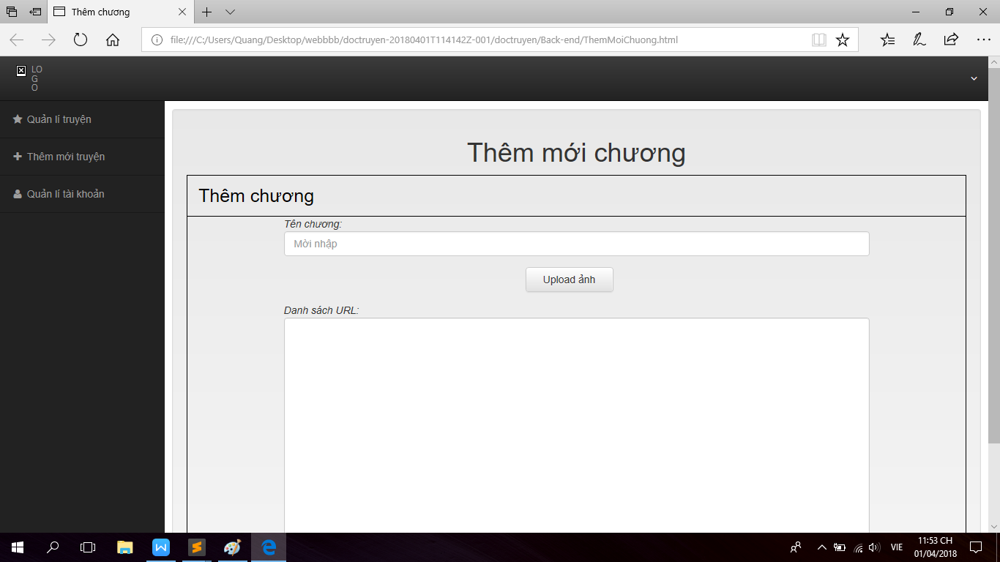 Thêm chương
file:///C:/Users/Quang/Desktop/webbbb/doctruyen-20180401T114142Z-001/doctruyen/Back-end/ThemMoiChuong.html
LO
G
O
Quản lí truyện
Thêm mới truyện
Quản lí tài khoản
Thêm mới chương
Thêm chương
Tên chương:
Mời nhập
Upload ảnh
Danh sách URL:
VIE
11:53 CH
01/04/2018